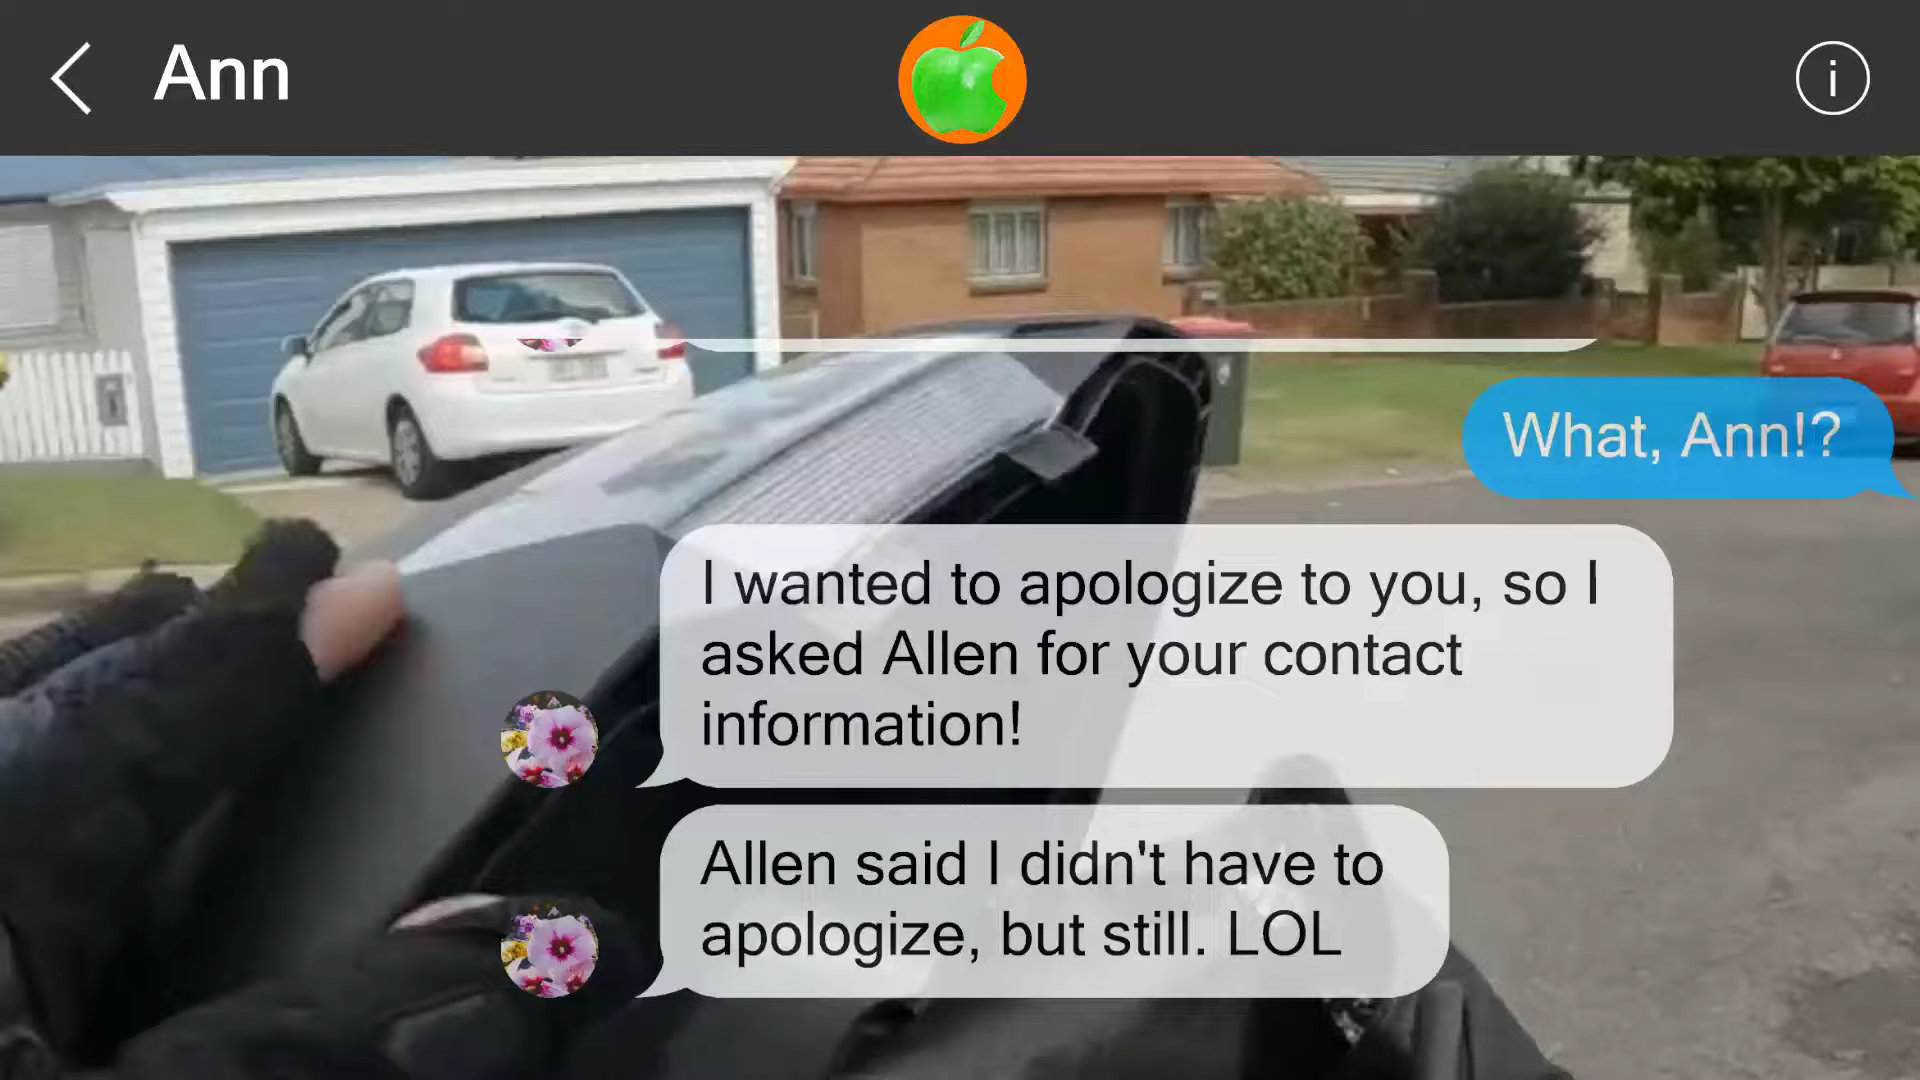 Ann
i
What, Ann!?
I wanted to apologize to you, so I
asked Allen for your contact
information!
Allen said I didn't have to
apologize, but still. LOL